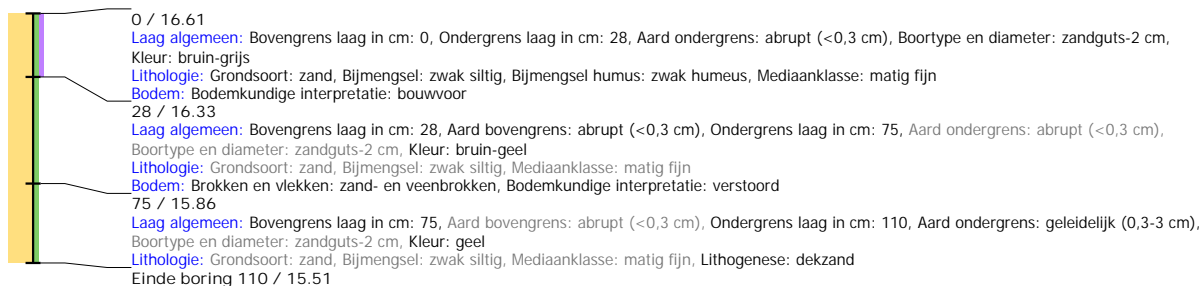 0 / 16.61
Laag algemeen: Bovengrens laag in cm: 0, Ondergrens laag in cm: 28, Aard ondergrens: abrupt (<0,3 cm), Boortype en diameter: zandguts-2 cm,
Kleur: bruin-grijs
Lithologie: Grondsoort: zand, Bijmengsel: zwak siltig, Bijmengsel humus: zwak humeus, Mediaanklasse: matig fijn
Bodem: Bodemkundige interpretatie: bouwvoor
28 / 16.33
Laag algemeen: Bovengrens laag in cm: 28, Aard bovengrens: abrupt (<0,3 cm), Ondergrens laag in cm: 75, Aard ondergrens: abrupt (<0,3 cm),
Boortype en diameter: zandguts-2 cm, Kleur: bruin-geel
Lithologie: Grondsoort: zand, Bijmengsel: zwak siltig, Mediaanklasse: matig fijn
Bodem: Brokken en vlekken: zand- en veenbrokken, Bodemkundige interpretatie: verstoord
75 / 15.86
Laag algemeen: Bovengrens laag in cm: 75, Aard bovengrens: abrupt (<0,3 cm), Ondergrens laag in cm: 110, Aard ondergrens: geleidelijk (0,3-3 cm),
Boortype en diameter: zandguts-2 cm, Kleur: geel
Lithologie: Grondsoort: zand, Bijmengsel: zwak siltig, Mediaanklasse: matig fijn, Lithogenese: dekzand
Einde boring 110 / 15.51